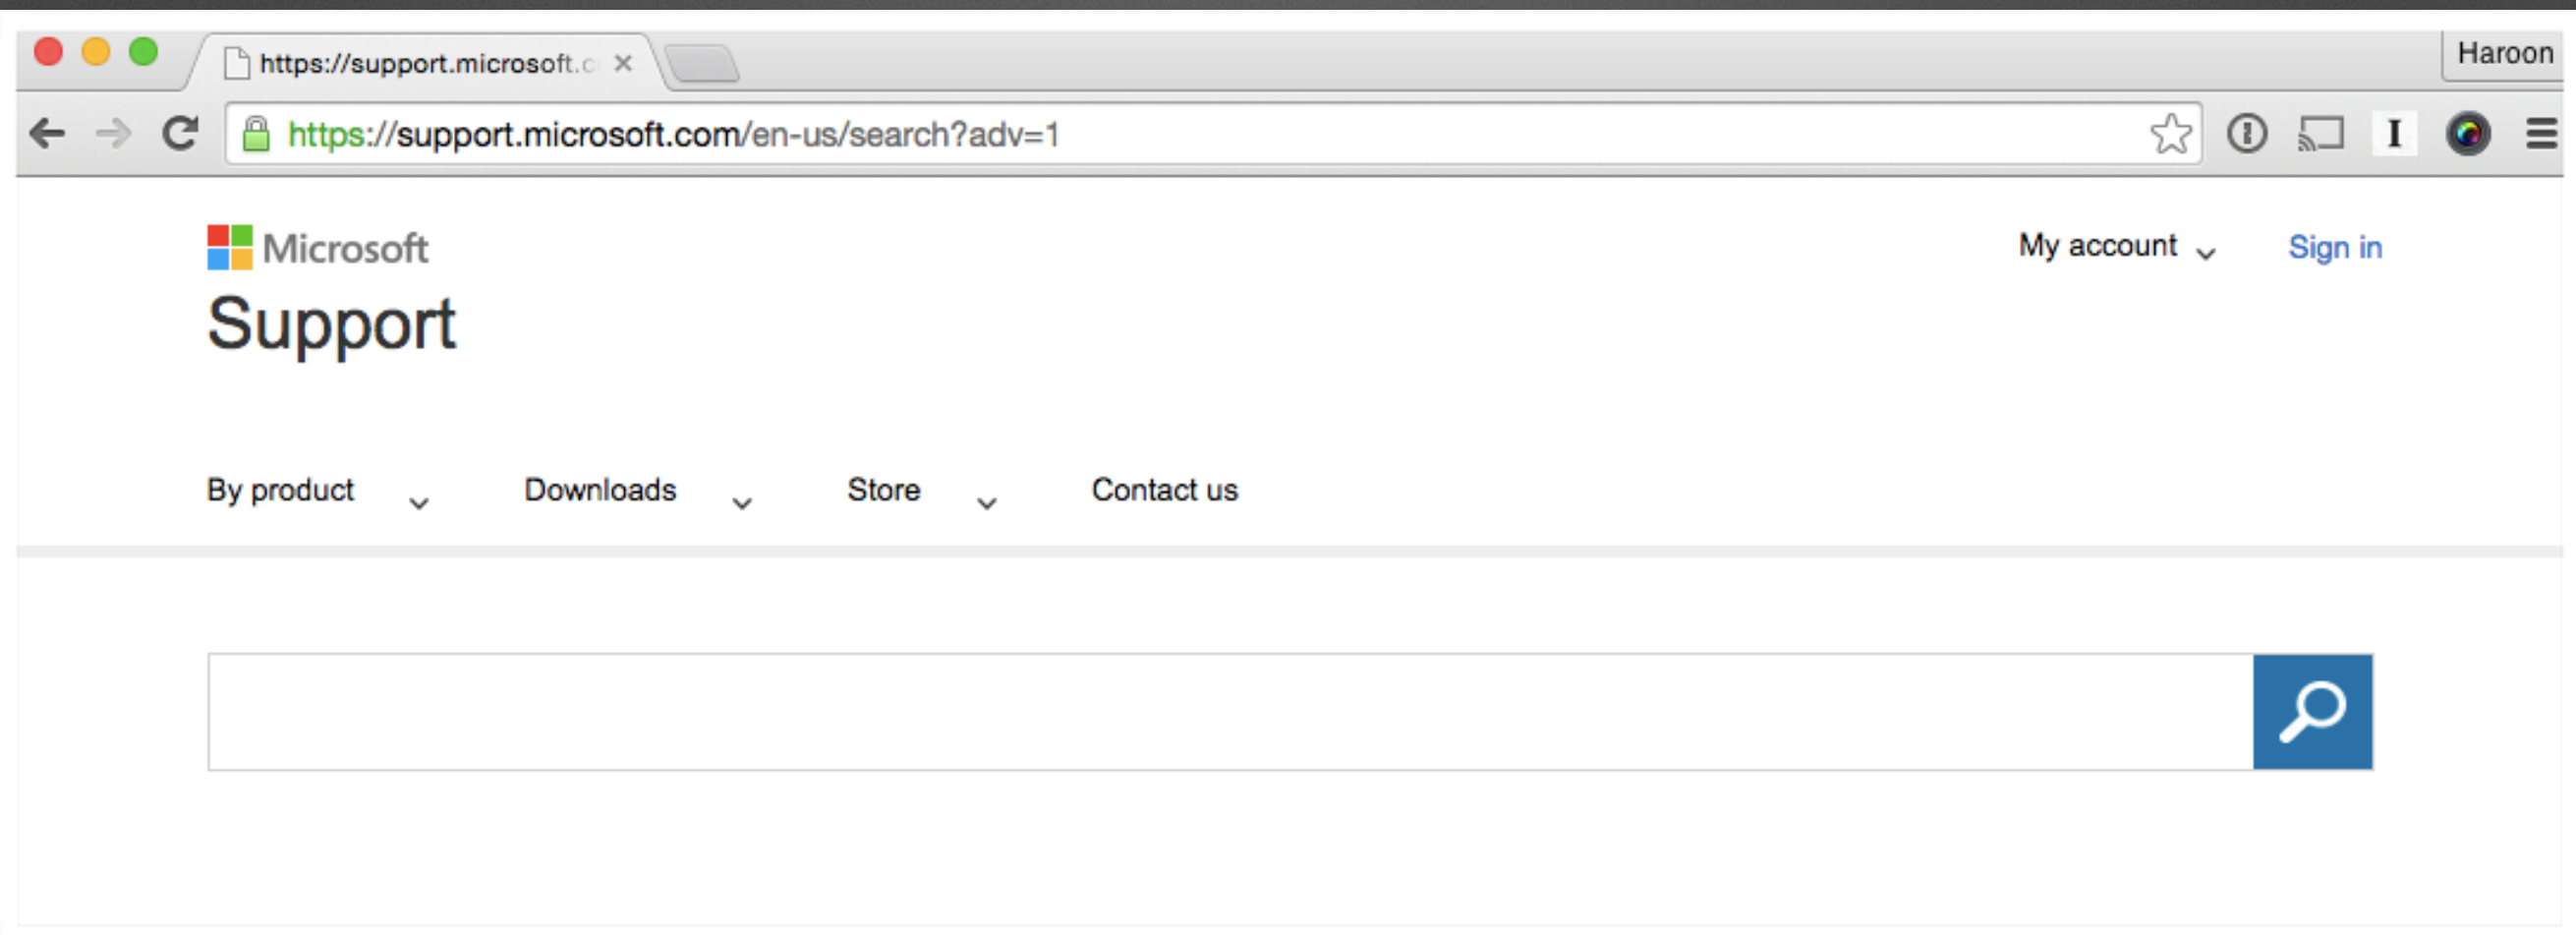 https://support.microsoft.c
Haroon
https://support.microsoft.com/en-us/search?adv=1
I
Microsoft
My account
Sign in
Support
By product
Downloads
Store
Contact us